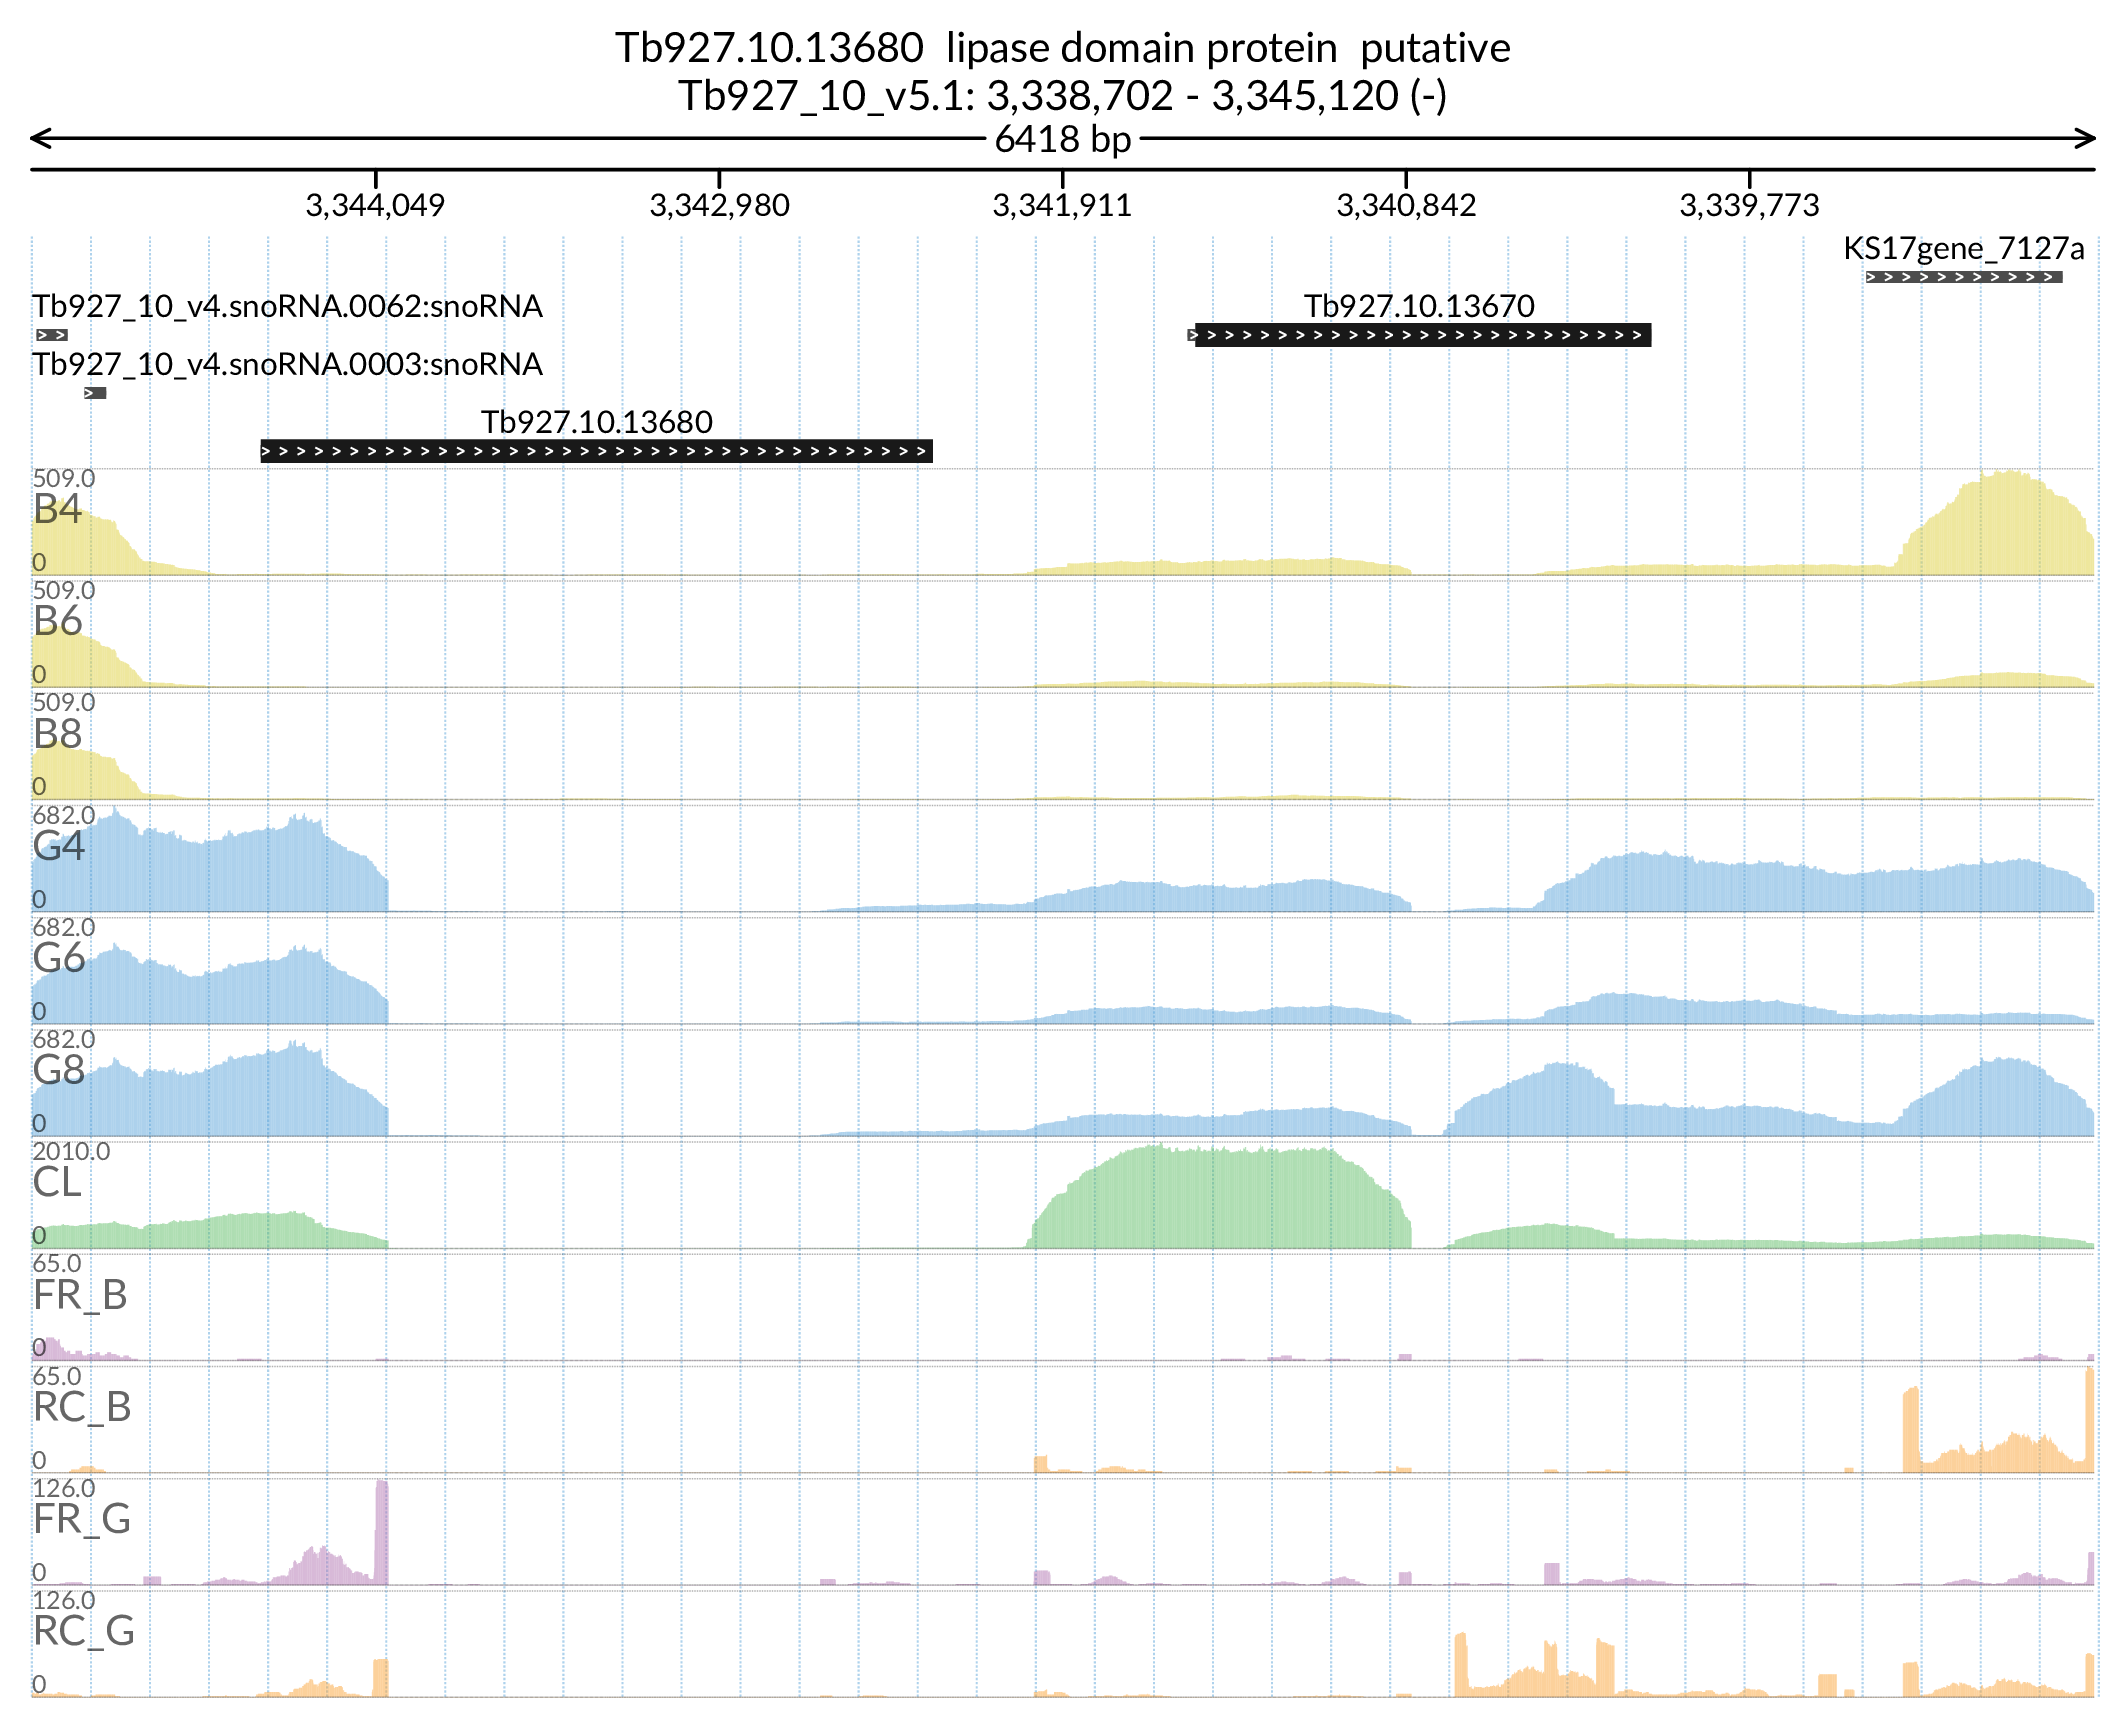 Tb927.10.13680  lipase domain protein  putative
Tb927_10_v5.1: 3,338,702 - 3,345,120 (-)
6418 bp
3,344,049 3,342,980 3,341,911 3,340,842 3,339,773
KS17gene_7127a
Tb927_10_v4.snoRNA.0062:snoRNA Tb927.10.13670
Tb927_10_v4.snoRNA.0003:snoRNA
Tb927.10.13680
509.0
B4
0
509.0
B6
0
509.0
B8
0
682.0
G4
0
682.0
G6
0
682.0
G8
0
2010.0
CL
0
65.0
FR_B
0
65.0
RC_B
0
126.0
FR_G
0
126.0
RC_G
0